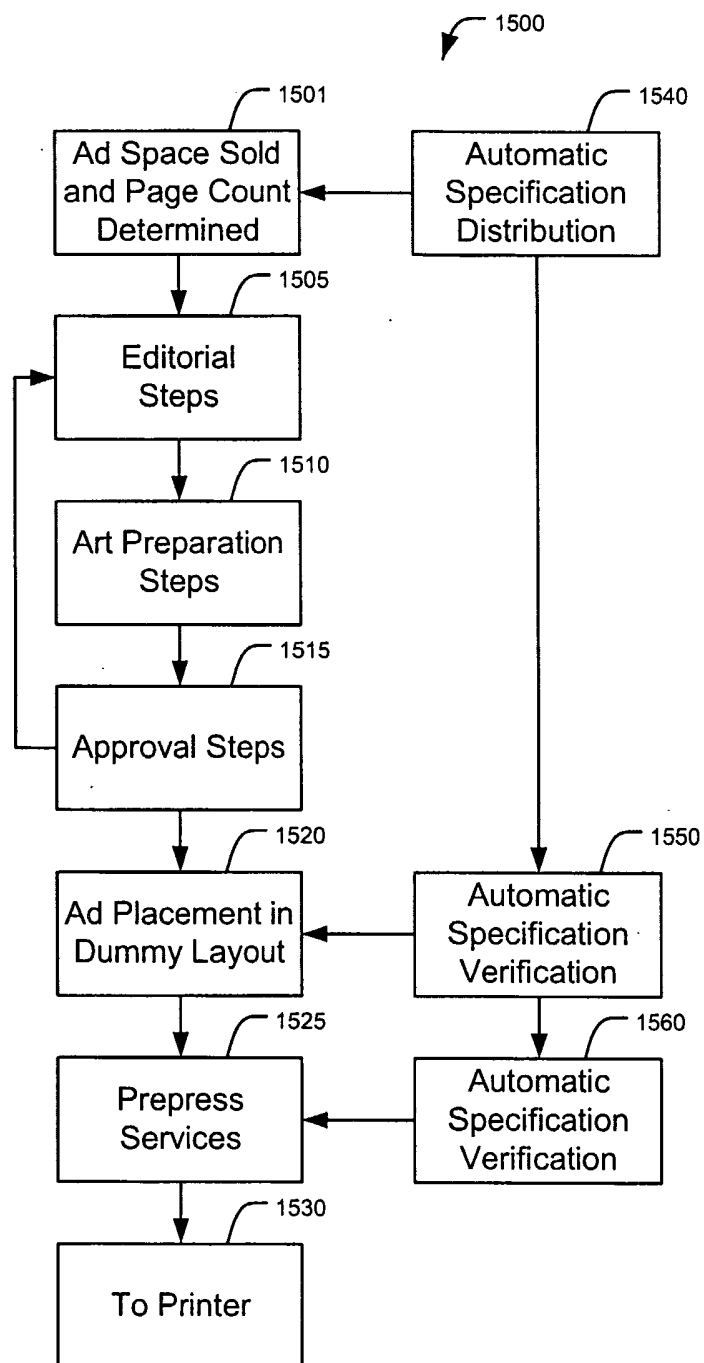 1500
1501
Ad Space Sold
and Page Count
Determined
1540
Automatic
Specification
Distribution
1505
Editorial
Steps
1510
Art Preparation
Steps
1515
Approval Steps
1520
Ad Placement in
Dummy Layout
1550
Automatic
Specification
Verification
1525
Prepress
Services
1560
Automatic
Specification
Verification
1530
To Printer